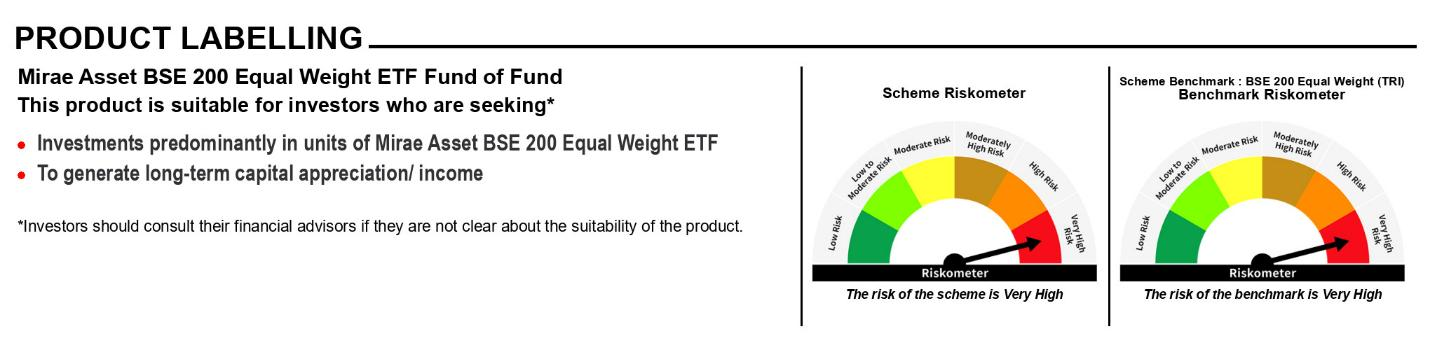 PRODUCT LABELLING
Mirae Asset BSE 200 Equal Weight ETF Fund of Fund
This product is suitable for investors who are seeking*
Investments predominantly in units of Mirae Asset BSE 200 Equal Weight ETF
To generate long-term capital appreciation/ income
*Investors should consult their financial advisors if they are not clear about the suitability of the product.
Scheme Riskometer
Low Risk
Low to
Moderate Risk
Moderate Risk
Moderately
High Risk
High Risk
Very High
Risk
Riskometer
The risk of the scheme is Very High
Scheme Benchmark : BSE 200 Equal Weight (TRI)
Benchmark Riskometer
Low Risk
Low to
Moderate Risk
Moderate Risk
Moderately
High Risk
High Risk
Very High
Risk
Riskometer
The risk of the benchmark is Very High